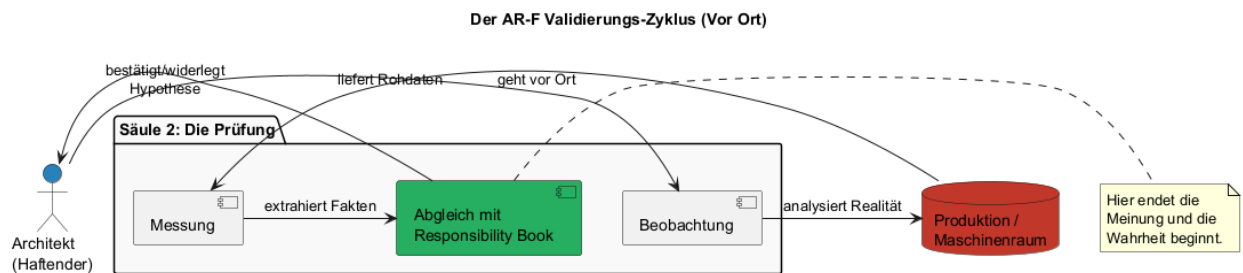 Der AR-F Validierungs-Zyklus (Vor Ort)
bestätigt/widerlegt
Hypothese
liefert Rohdaten
geht vor Ort
Säule 2: Die Prüfung
Messung
extrahiert Fakten
Abgleich mit
Responsibility Book
Beobachtung
analysiert Realität
Produktion /
Maschinenraum
Hier endet die
Meinung und die
Wahrheit beginnt.
Architekt
(Haftender)